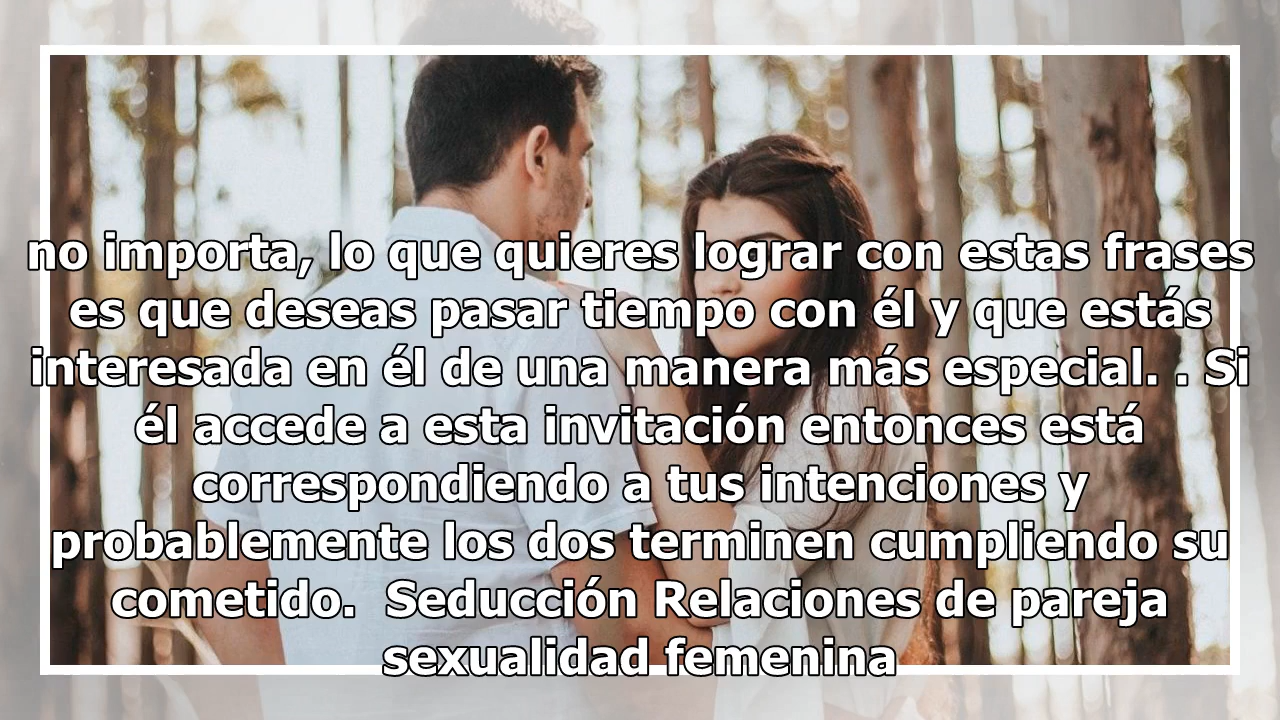 no importa, lo que quieres lograr con estas frases
es que deseas pasar tiempo con él y que estás
interesada en él de una manera más especial. . Si
él accede a esta invitación entonces está
correspondiendo a tus intenciones y
probablemente los dos terminen cumpliendo su
cometido.  Seducción Relaciones de pareja
sexualidad femenina